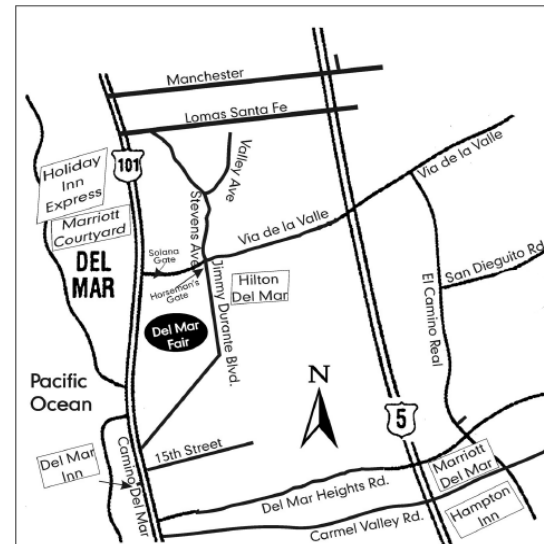 Manchester
Lomas Santa Fe
101
Holiday
Inn
Express
Marriott
Courtyard
DEL
MAR
Valley Ave
Stevens Ave
Via de la Valle
Via de la Valle
Solana
Gate
Horseman's
Gate
Hilton
Del Mar
Jimmy Durante Blvd.
San Dieguito Rd
El Camino Real
Del Mar
Fair
Pacific
Ocean
N
5
15th Street
Camino Del Mar
Del Mar
Inn
Del Mar Heights Rd.
Carmel Valley Rd.
Marriott
Del Mar
Hampton
Inn